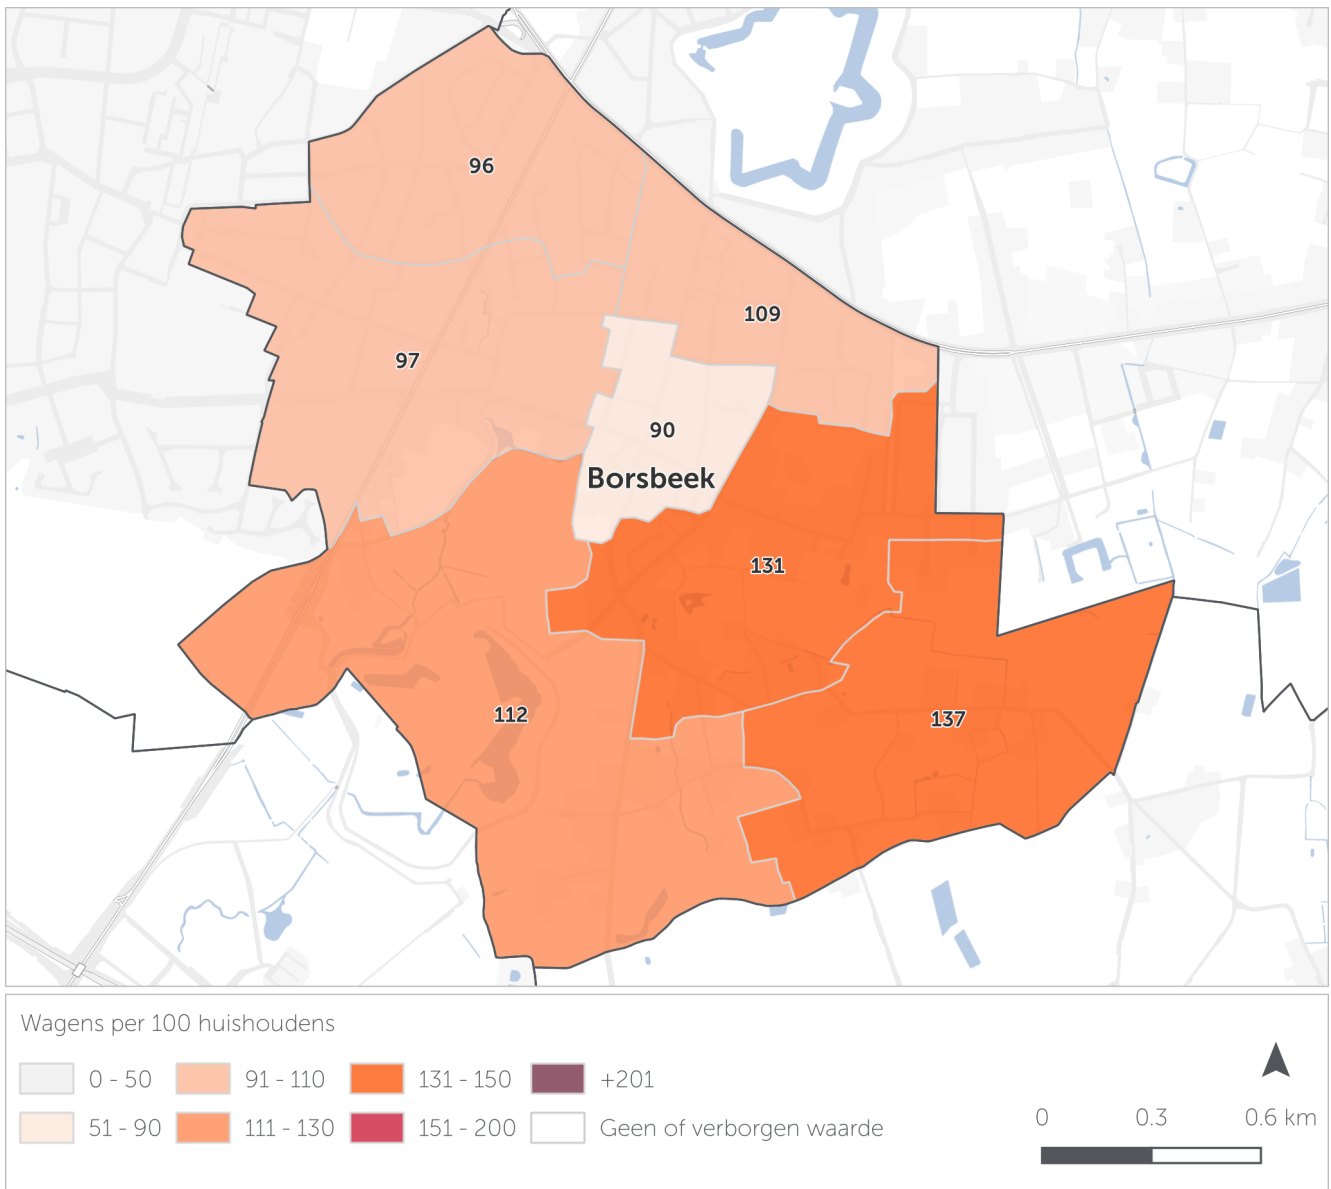 96
109
97
90
Borsbeek
131
112
137
Wagens per 100 huishoudens
0 - 50
91 - 110
131 - 150
+201
51 - 90
111 - 130
151 - 200
Geen of verborgen waarde
0 0.3 0.6 km